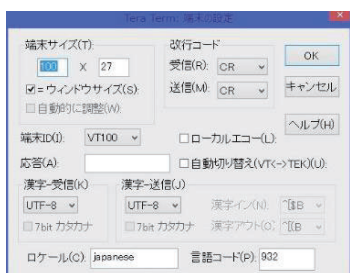 Tera Term: 端末の設定
端末サイズ(T):
100 X 27
=ウィンドウサイズ(S):
自動的に調整(W):
改行コード
受信(R): CR
送信(M): CR
OK
キャンセル
ヘルプ(H)
端末ID(I): VT100
ローカルエコー(L):
応答(A):
自動切り替え(VT<->TEK)(U):
漢字-受信(K)
UTF-8
7bit カタカナ
漢字-送信(J)
UTF-8
7bit カタカナ
漢字イン(N): ^[$B
漢字アウト(O): ^[(B
ロケール(C): japanese
言語コード(P): 932